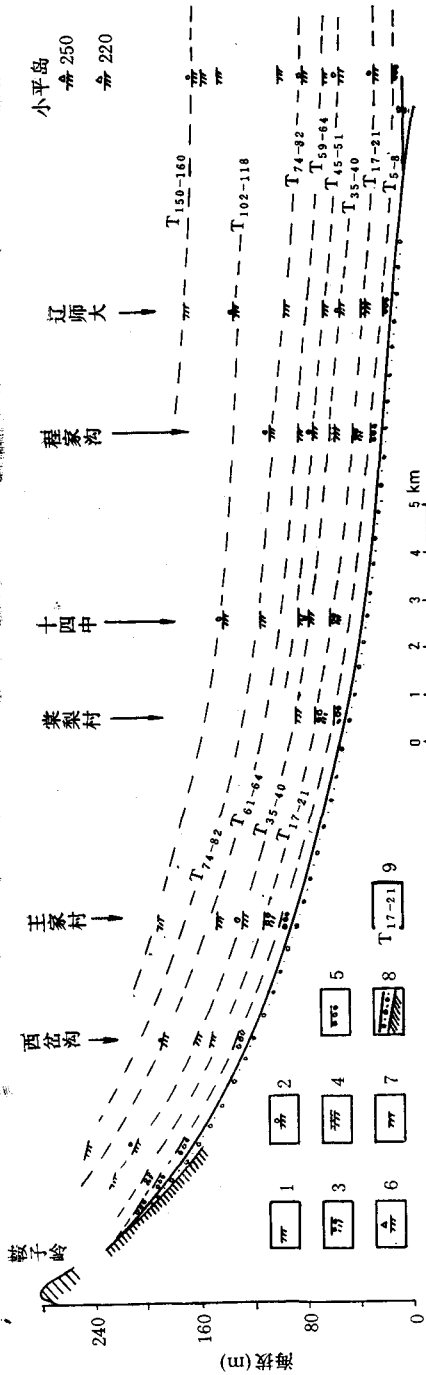 鞍子岭
西岔沟
王家村
棠梨村
十四中
程家沟
辽师大
小平岛
250
220
T150-160
T102-118
T74-82
T59-64
T45-51
T35-40
T17-21
T5-8
T74-82
T61-64
T35-40
T17-21
海拔(m)
240
160
80
0
0 1 2 3 4 5 km
1
2
3
4
5
6
7
8
T17-21 9